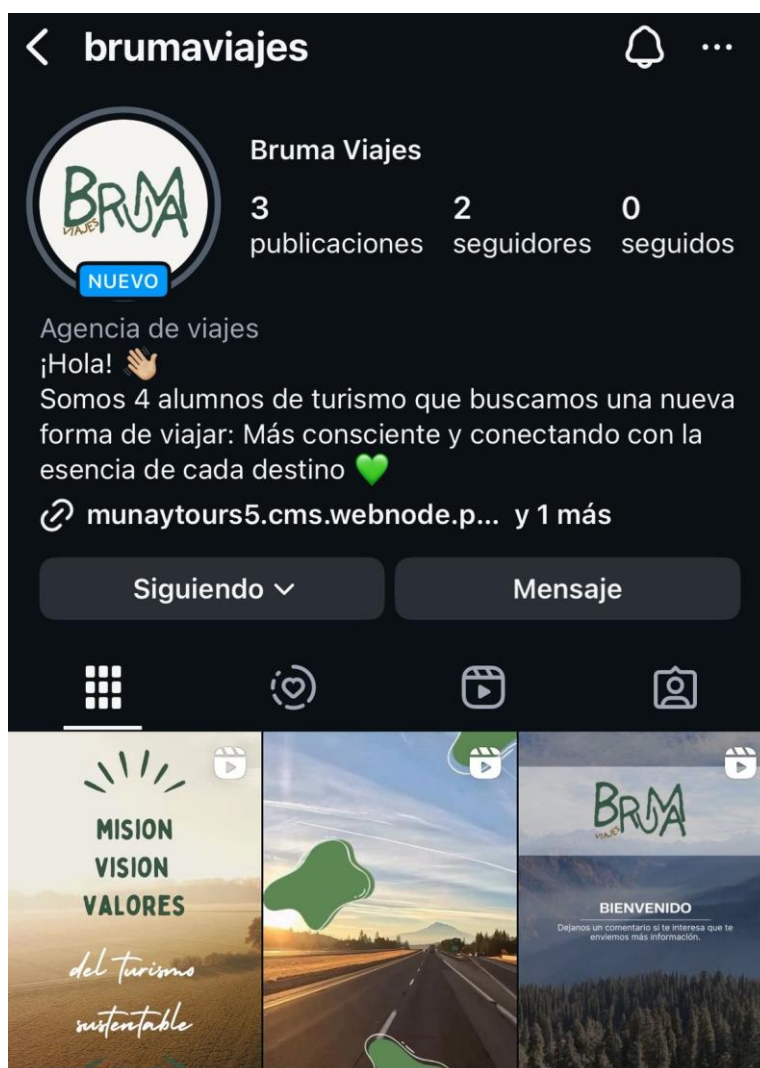 brumaviajes
BRUMA
VIAJES
NUEVO
Bruma Viajes
3 publicaciones
2 seguidores
0 seguidos
Agencia de viajes
¡Hola! 👋🏼
Somos 4 alumnos de turismo que buscamos una nueva
forma de viajar: Más consciente y conectando con la
esencia de cada destino 💚
munaytours5.cms.webnode.p... y 1 más
Siguiendo
Mensaje
MISION
VISION
VALORES
del turismo
sustentable
BRUMA
VIAJES
BIENVENIDO
Dejanos un comentario si te interesa que te
enviemos más información.